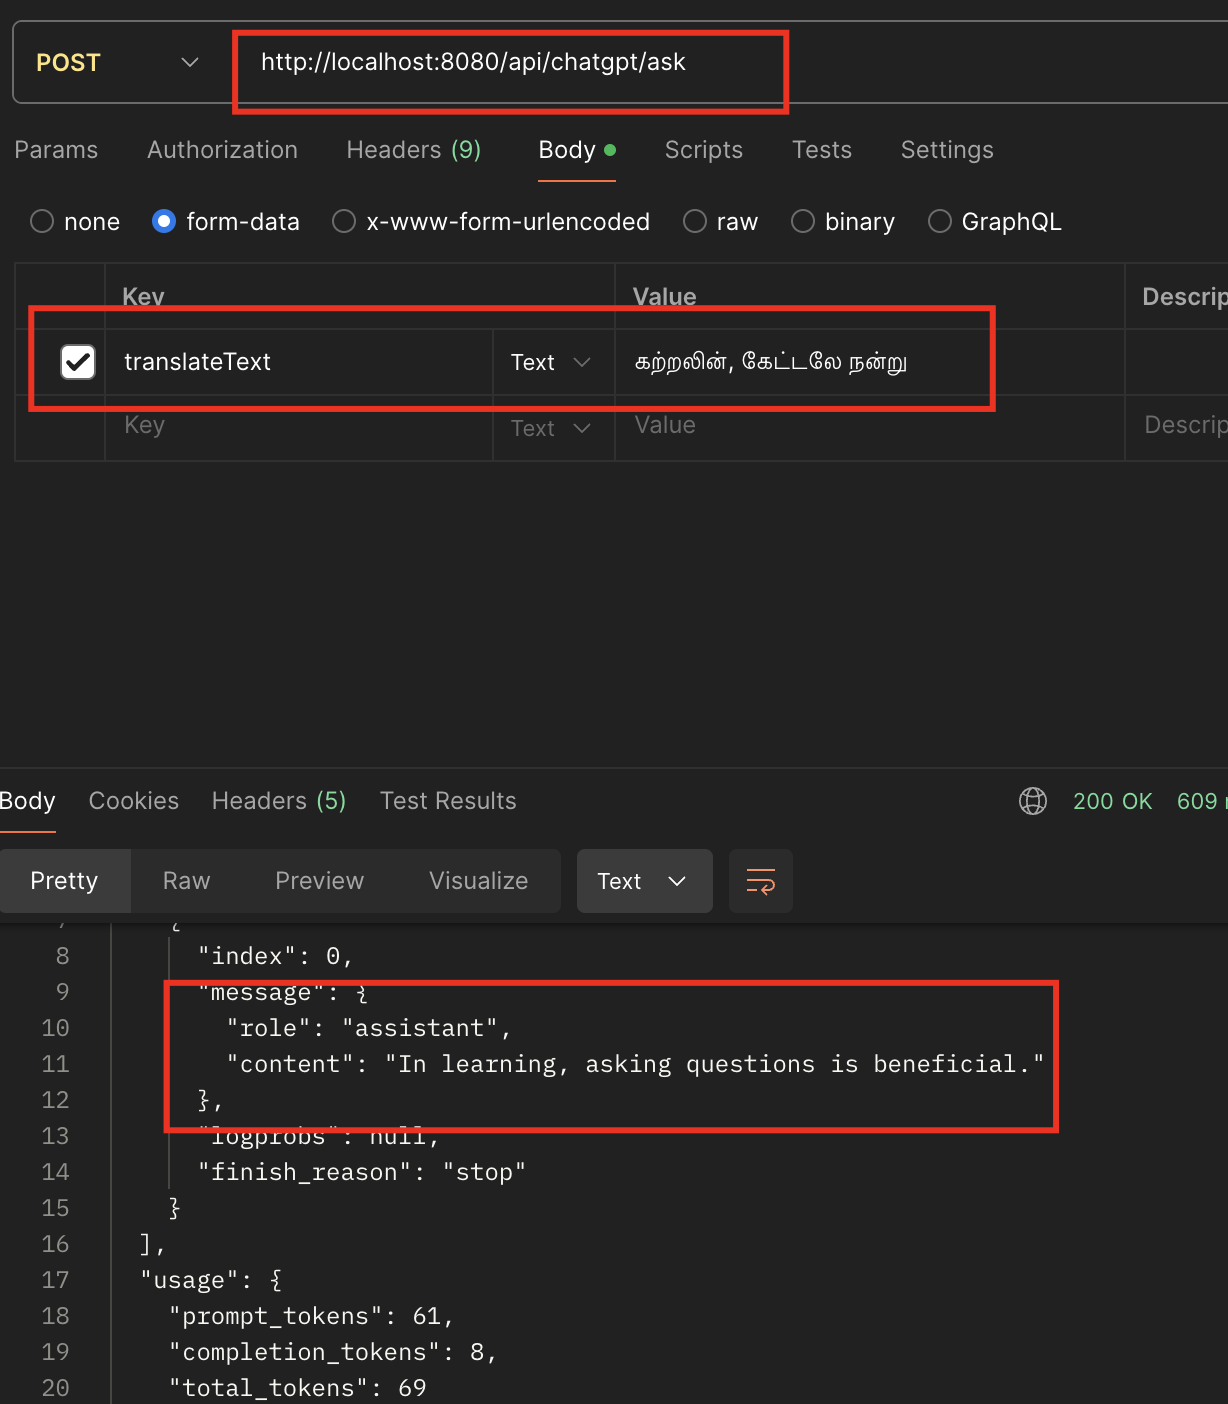 POST http://localhost:8080/api/chatgpt/ask
Params Authorization Headers (9) Body Scripts Tests Settings
none form-data x-www-form-urlencoded raw binary GraphQL
Key Value Descrip
translateText Text கற்றலின், கேட்டலே நன்று
Key Text Value Descrip
Body Cookies Headers (5) Test Results 200 OK 609
Pretty Raw Preview Visualize Text
7 {
8 "index": 0,
9 "message": {
10 "role": "assistant",
11 "content": "In learning, asking questions is beneficial."
12 },
13 "logprobs": null,
14 "finish_reason": "stop"
15 }
16 ],
17 "usage": {
18 "prompt_tokens": 61,
19 "completion_tokens": 8,
20 "total_tokens": 69